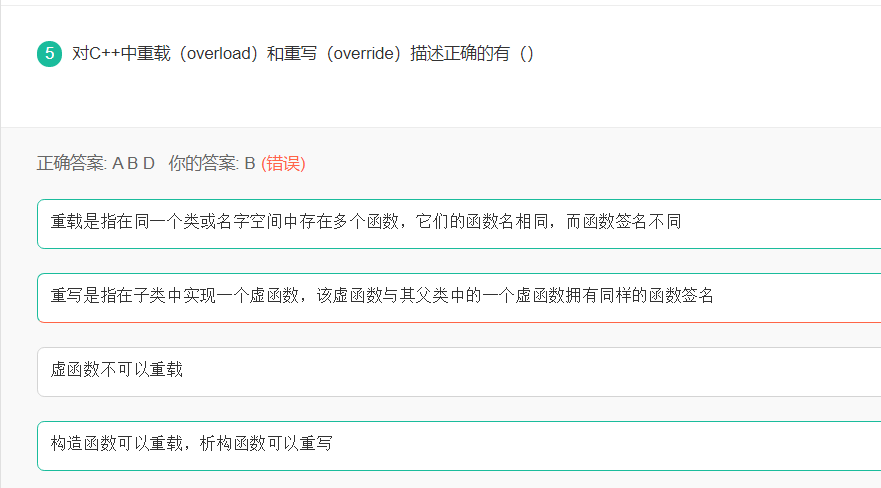 5 对C++中重载（overload）和重写（override）描述正确的有（）
正确答案: A B D 你的答案: B (错误)
重载是指在同一个类或名字空间中存在多个函数，它们的函数名相同，而函数签名不同
重写是指在子类中实现一个虚函数，该虚函数与其父类中的一个虚函数拥有同样的函数签名
虚函数不可以重载
构造函数可以重载，析构函数可以重写